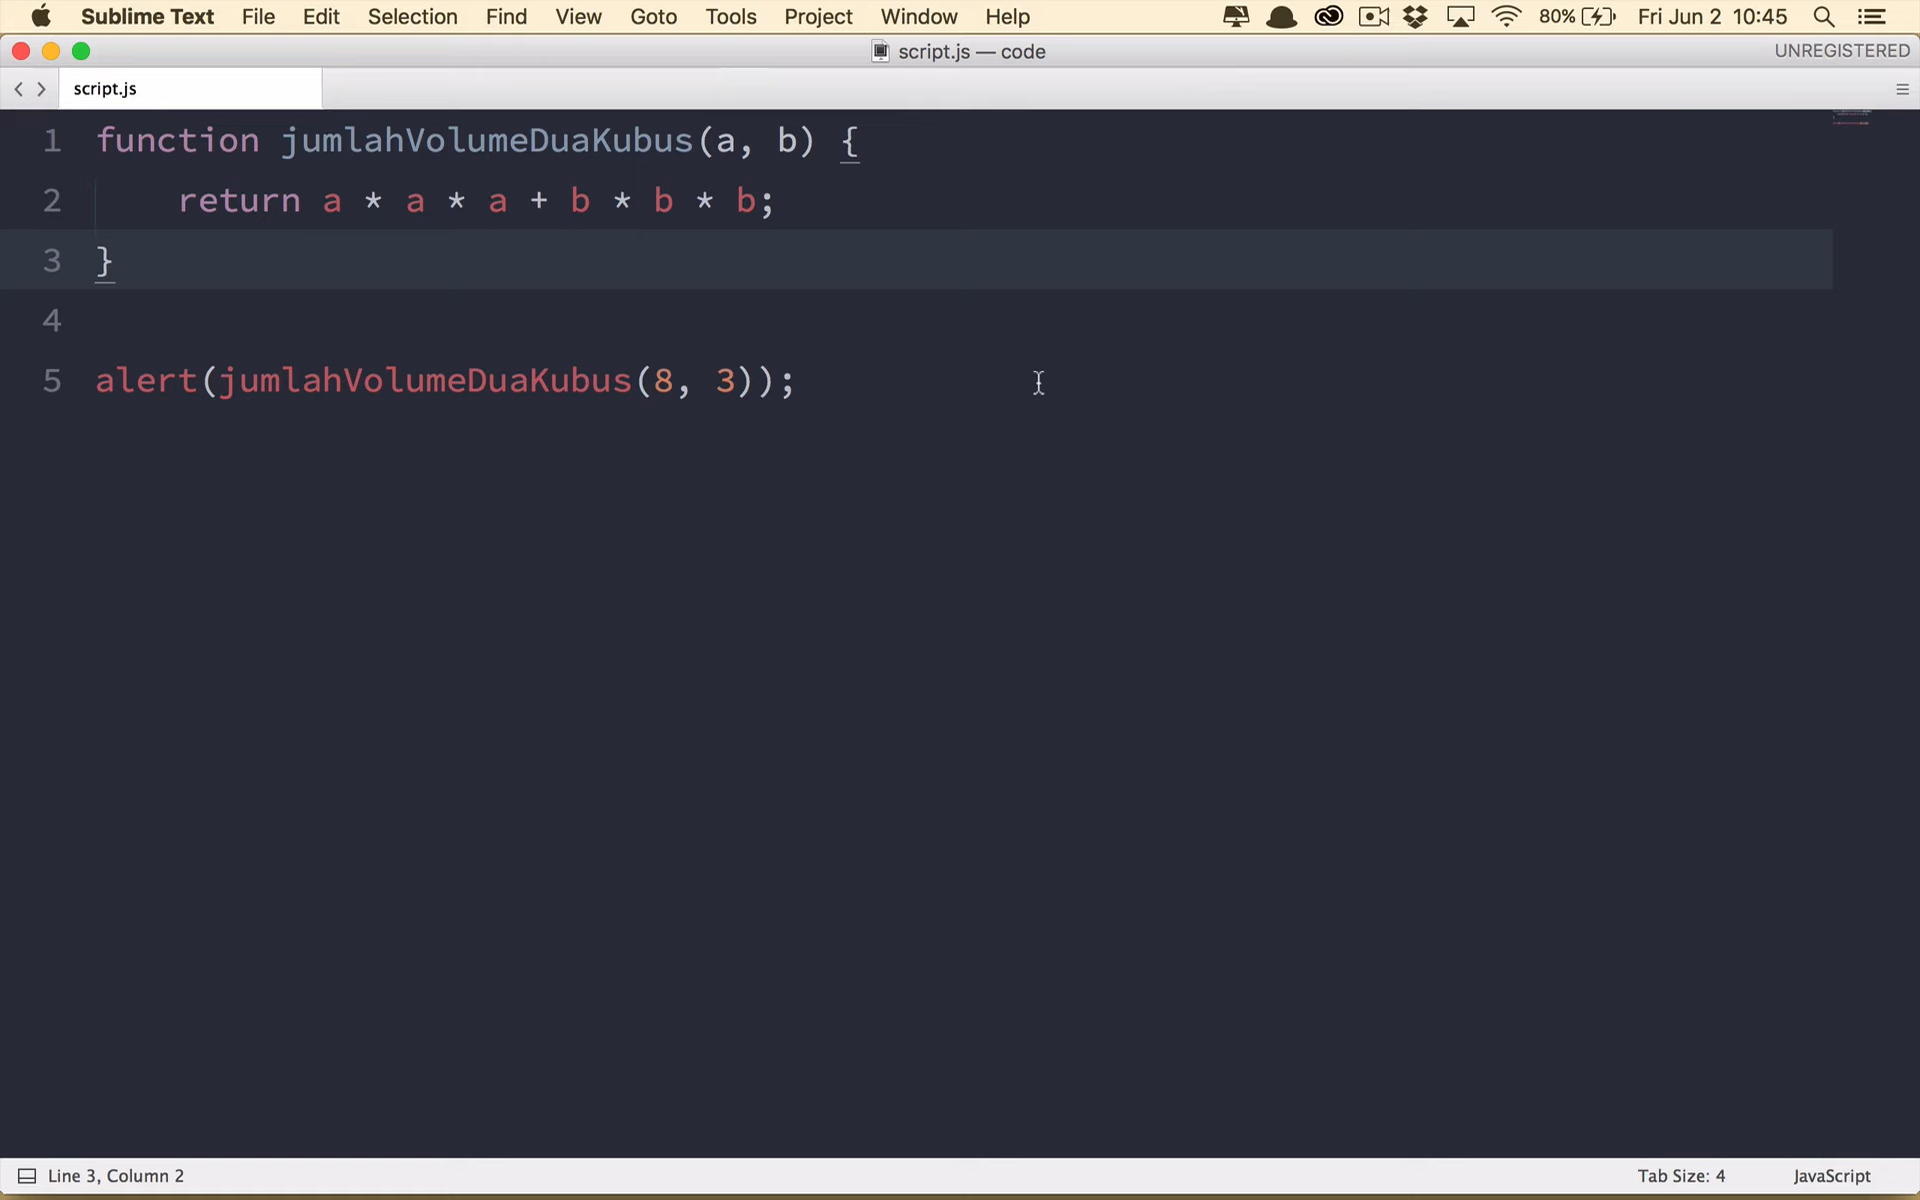 Sublime Text File Edit Selection Find View Goto Tools Project Window Help 80% Fri Jun 2 10:45
script.js — code UNREGISTERED
script.js
1 function jumlahVolumeDuaKubus(a, b) {
2 return a * a * a + b * b * b;
3 }
4
5 alert(jumlahVolumeDuaKubus(8, 3));
Line 3, Column 2 Tab Size: 4 JavaScript